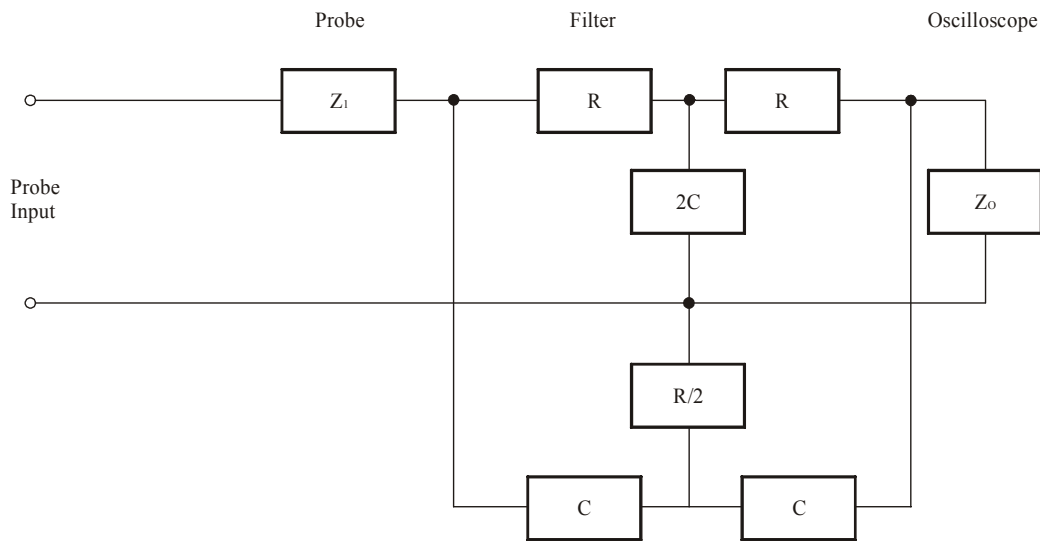 Probe
Filter
Oscilloscope
Z1
R
R
Probe
Input
2C
ZO
R/2
C
C